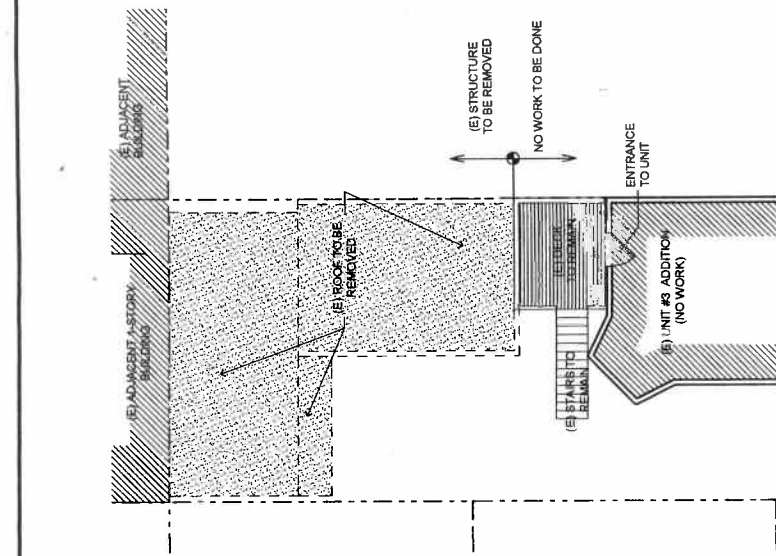 (E) ADJACENT
BUILDING
(E) ADJACENT 1-STORY
BUILDING
(E) STRUCTURE
TO BE REMOVED
NO WORK TO BE DONE
ENTRANCE
TO UNIT
(E) ROOF TO BE
REMOVED
(E) DECK
TO REMAIN
(E) STAIRS TO
REMAIN
(E) UNIT #3 ADDITION
(NO WORK)